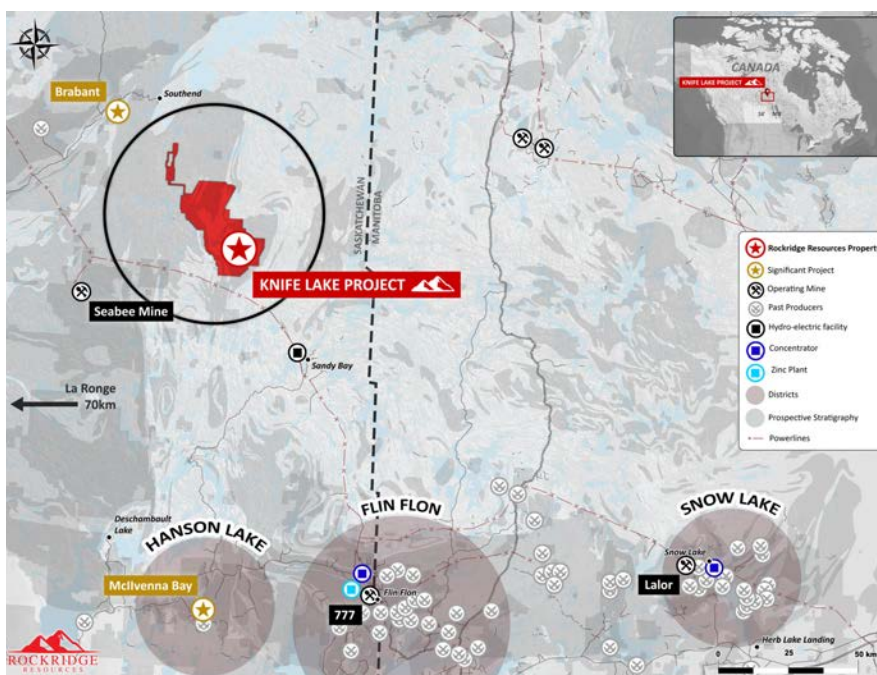 CANADA
KNIFE LAKE PROJECT
Brabant
Southend
SASKATCHEWAN
MANITOBA
KNIFE LAKE PROJECT
Seabee Mine
Sandy Bay
La Ronge
70km
Rockridge Resources Property
Significant Project
Operating Mine
Past Producers
Hydro-electric facility
Concentrator
Zinc Plant
Districts
Prospective Stratigraphy
Powerlines
Deschambault
Lake
HANSON LAKE
FLIN FLON
SNOW LAKE
Snow Lake
McIlvenna Bay
777
Flin Flon
Lalor
Herb Lake Landing
0
25
50 km
ROCKRIDGE
RESOURCES